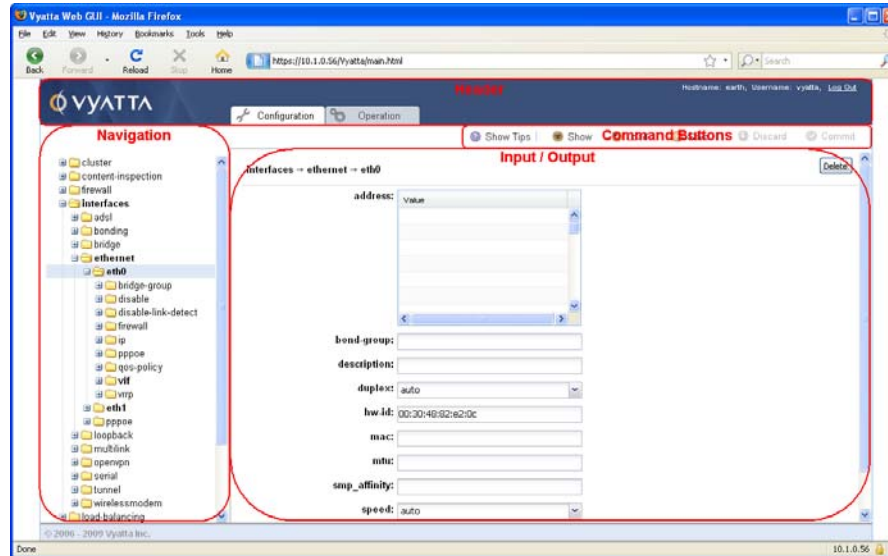 Vyatta Web GUI - Mozilla Firefox
File Edit View History Bookmarks Tools Help
Back Forward Reload Stop Home https://10.1.0.56/Vyatta/main.html Search
Header
Hostname: earth, Username: vyatta, Log Out
VYATTA
Configuration Operation
Navigation
Show Tips Show Command Buttons Discard Commit
Input / Output
interfaces → ethernet → eth0 Delete
cluster
content-inspection
firewall
interfaces
adsl
bonding
bridge
ethernet
eth0
bridge-group
disable
disable-link-detect
firewall
ip
pppoe
qos-policy
vif
vrrp
eth1
pppoe
loopback
multilink
openvpn
serial
tunnel
wirelessmodem
load-balancing
address: Value
bond-group:
description:
duplex: auto
hw-id: 00:30:48:82:e2:0c
mac:
mtu:
smp_affinity:
speed: auto
© 2006 - 2009 Vyatta Inc.
Done 10.1.0.56